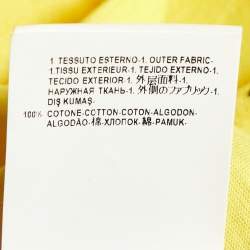 1. TESSUTO ESTERNO-1. OUTER FABRIC-
1.TISSU EXTERIEUR-1. TEJIDO EXTERNO-1.
TECIDO EXTERIOR-1. 外层面料-1.
НАРУЖНАЯ ТКАНЬ-1. 外側のファブリック-1.
DIŞ KUMAŞ-
100% COTONE-COTTON-COTON-ALGODON-
ALGODÃO-棉-ХЛОПОК-綿-PAMUK.